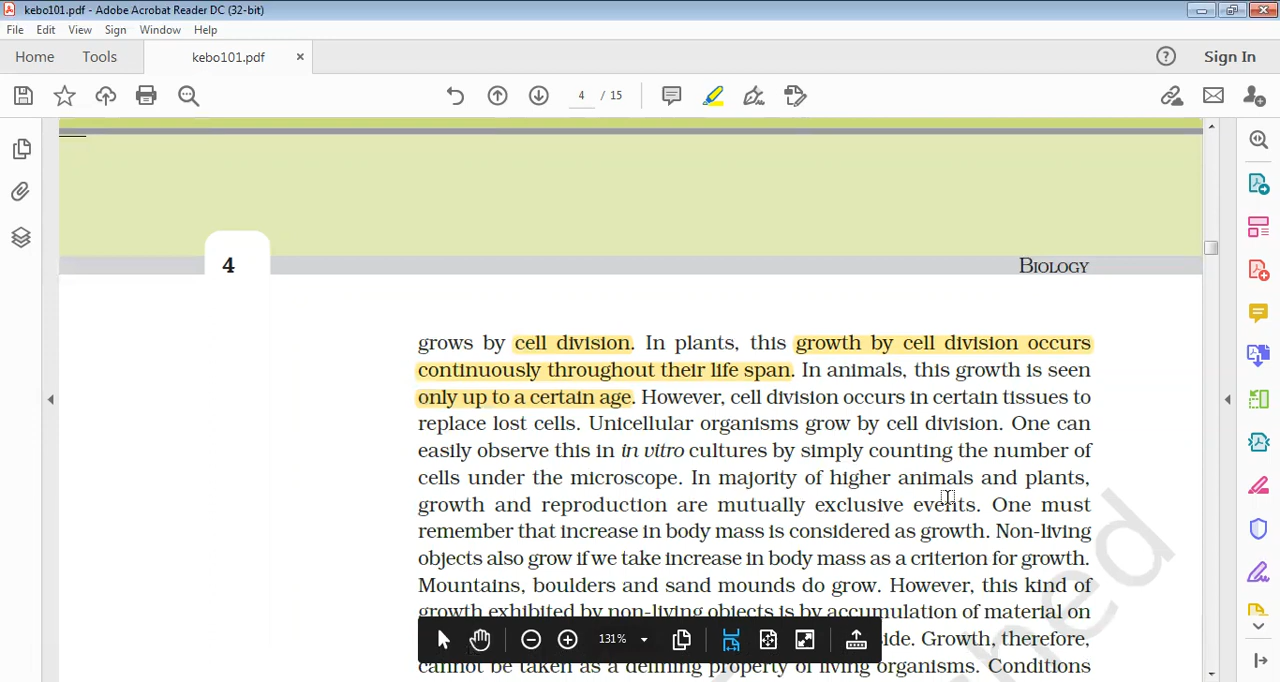 kebo101.pdf - Adobe Acrobat Reader DC (32-bit)
File Edit View Sign Window Help
Home Tools kebo101.pdf × Sign In
4 / 15
4 BIOLOGY
grows by cell division. In plants, this growth by cell division occurs
continuously throughout their life span. In animals, this growth is seen
only up to a certain age. However, cell division occurs in certain tissues to
replace lost cells. Unicellular organisms grow by cell division. One can
easily observe this in in vitro cultures by simply counting the number of
cells under the microscope. In majority of higher animals and plants,
growth and reproduction are mutually exclusive events. One must
remember that increase in body mass is considered as growth. Non-living
objects also grow if we take increase in body mass as a criterion for growth.
Mountains, boulders and sand mounds do grow. However, this kind of
growth exhibited by non-living objects is by accumulation of material on
ide. Growth, therefore,
cannot be taken as a defining property of living organisms. Conditions
131%